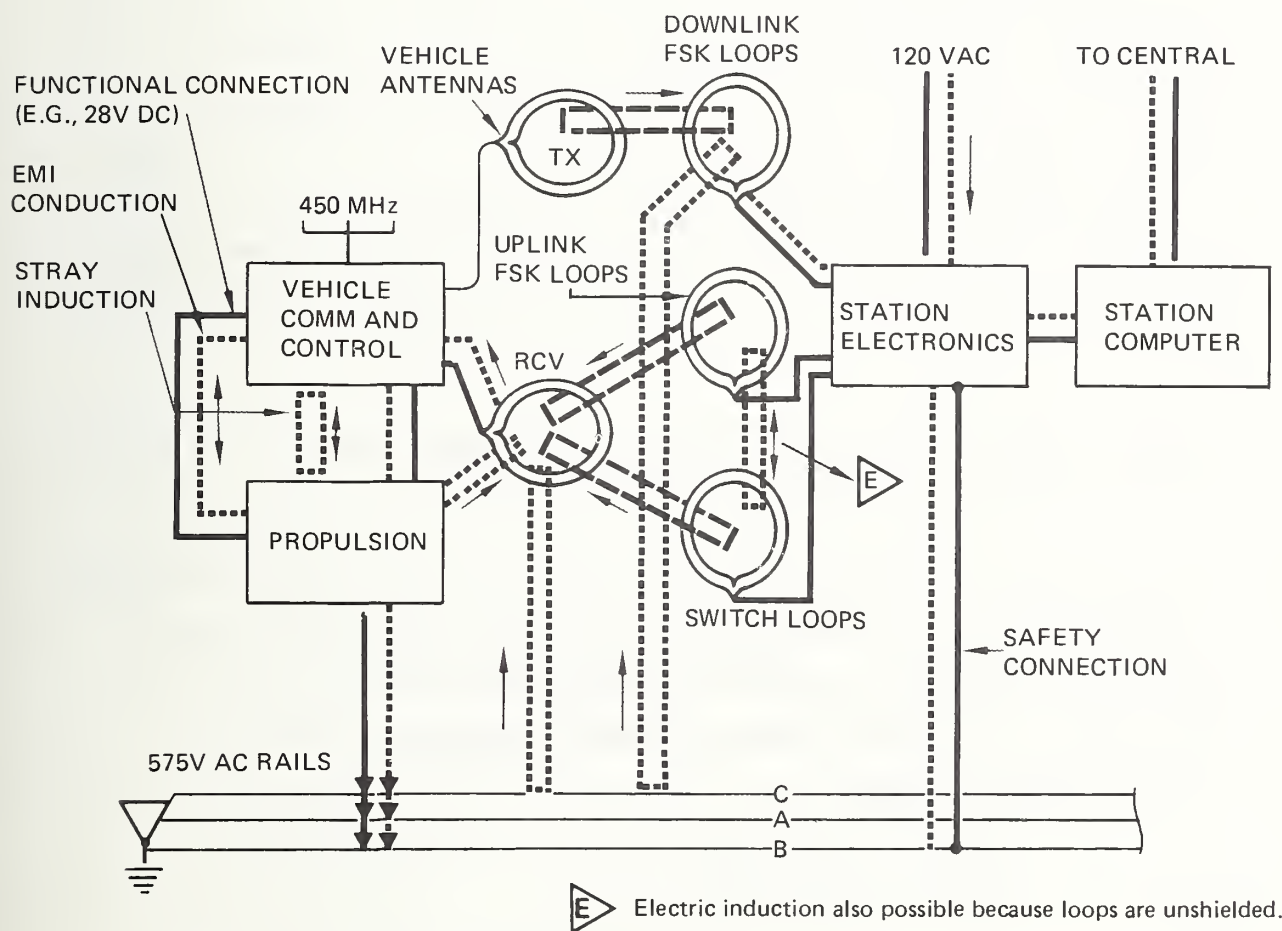 DOWNLINK
FSK LOOPS
VEHICLE
ANTENNAS
120 VAC
TO CENTRAL
FUNCTIONAL CONNECTION
(E.G., 28V DC)
TX
EMI
CONDUCTION
450 MHz
STRAY
INDUCTION
UPLINK
FSK LOOPS
VEHICLE
COMM AND
CONTROL
STATION
ELECTRONICS
STATION
COMPUTER
RCV
E
PROPULSION
SWITCH LOOPS
SAFETY
CONNECTION
575V AC RAILS
C
A
B
E Electric induction also possible because loops are unshielded.